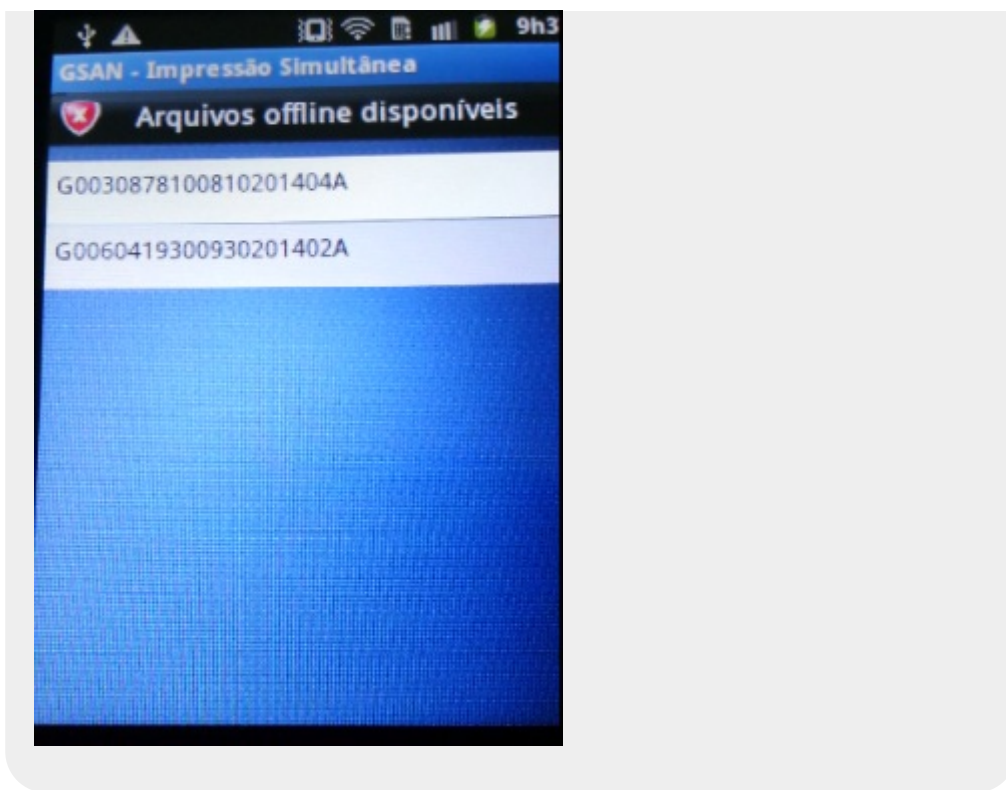 9h3
GSAN - Impressão Simultânea
Arquivos offline disponíveis
G0030878100810201404A
G0060419300930201402A